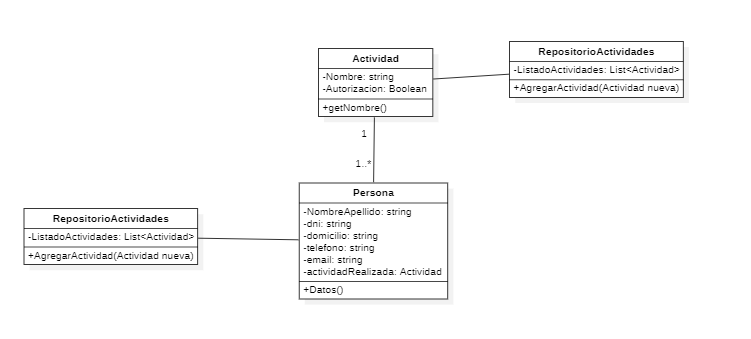 Actividad
-Nombre: string
-Autorizacion: Boolean
+getNombre()
RepositorioActividades
-ListadoActividades: List<Actividad>
+AgregarActividad(Actividad nueva)
1
1..*
Persona
-NombreApellido: string
-dni: string
-domicilio: string
-telefono: string
-email: string
-actividadRealizada: Actividad
+Datos()
RepositorioActividades
-ListadoActividades: List<Actividad>
+AgregarActividad(Actividad nueva)